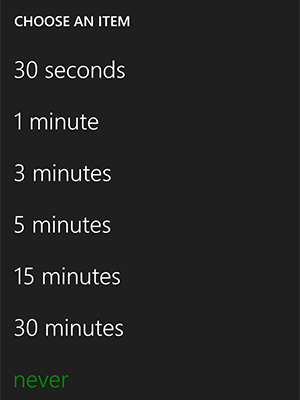 CHOOSE AN ITEM
30 seconds
1 minute
3 minutes
5 minutes
15 minutes
30 minutes
never